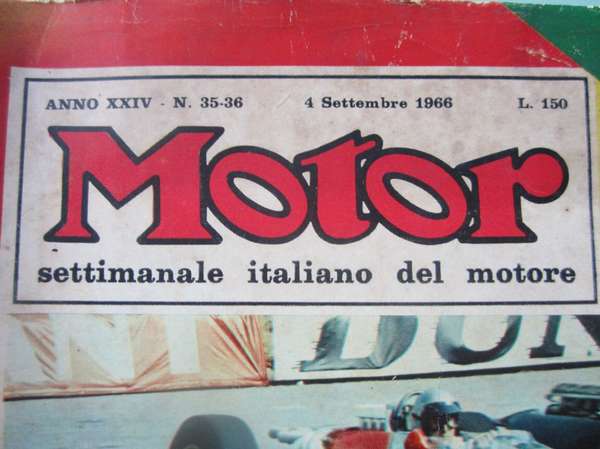 ANNO XXIV - N. 35-36 4 Settembre 1966 L. 150
Motor
settimanale italiano del motore